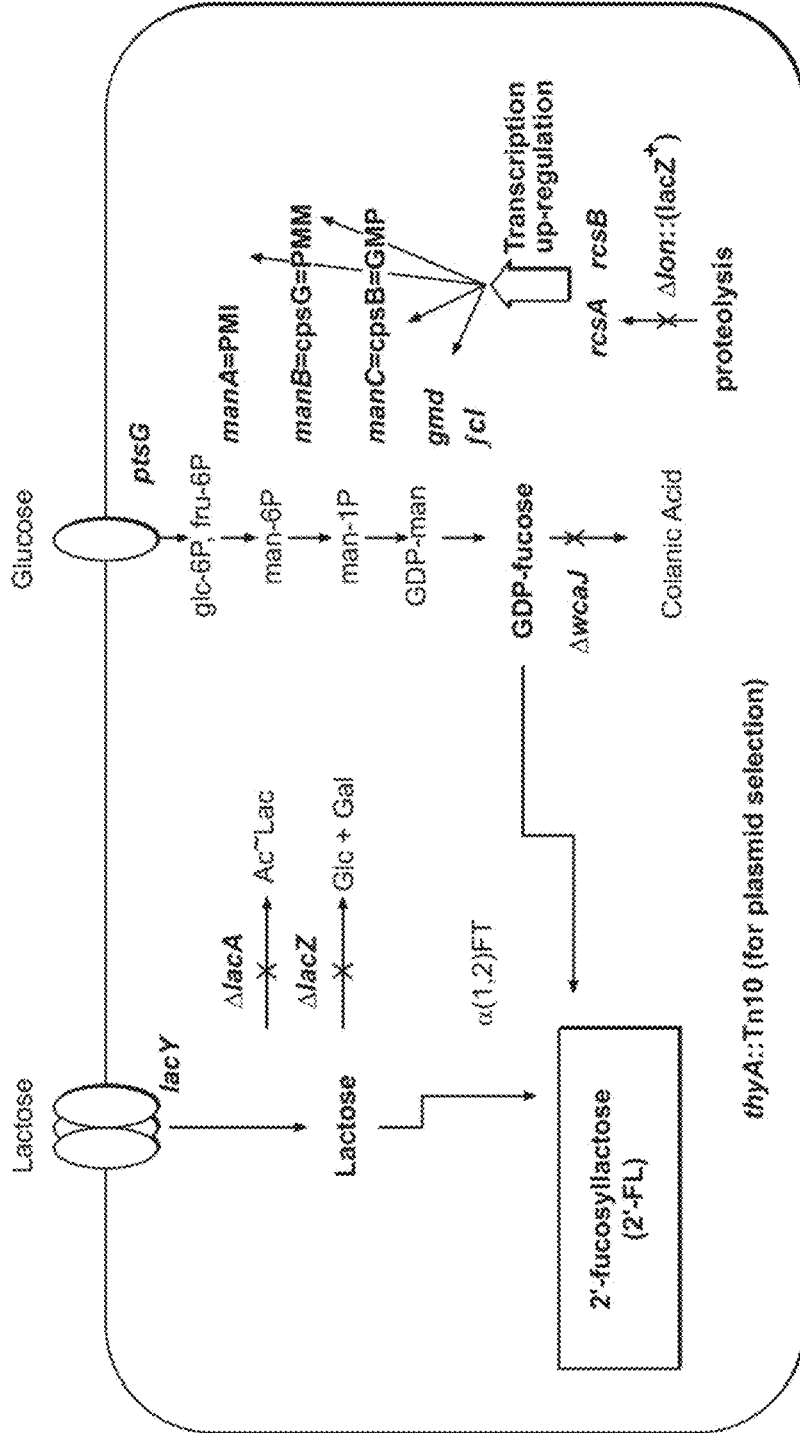 Lactose
Glucose
lacY
ptsG
ΔlacA
Ac~Lac
ΔlacZ
Glc + Gal
Lactose
glc-6P, fru-6P
man-6P
man-1P
GDP-man
GDP-fucose
manA=PMI
manB=cpsG=PMM
manC=cpsB=GMP
gmd
fcl
Transcription
up-regulation
rcsA rcsB
Δlon::(lacZ⁺)
proteolysis
ΔwcaJ
Colanic Acid
α(1,2)FT
2'-fucosyllactose
(2'-FL)
thyA::Tn10 (for plasmid selection)